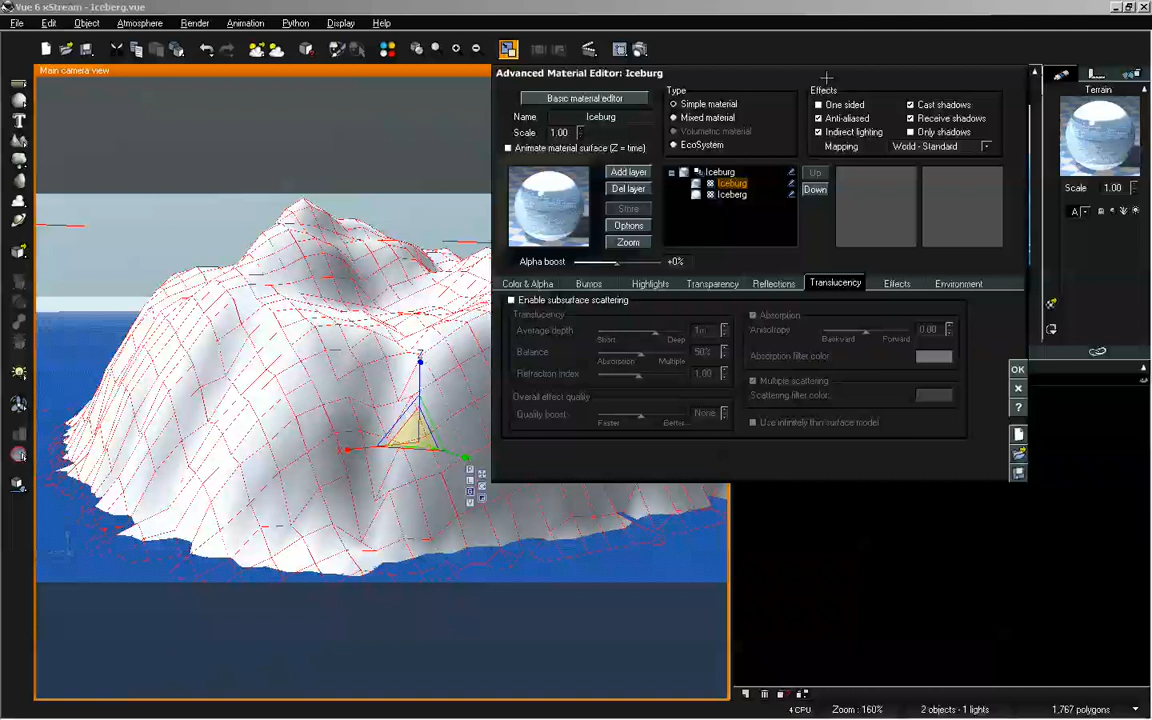 Vue 6 xStream - Iceberg.vue
File Edit Object Atmosphere Render Animation Python Display Help
Main camera view
Advanced Material Editor: Iceburg
Basic material editor
Name Iceburg
Scale 1.00
Animate material surface (Z = time)
Type
Simple material
Mixed material
Volumetric material
EcoSystem
Effects
One sided Cast shadows
Anti-aliased Receive shadows
Indirect lighting Only shadows
Mapping World - Standard
Terrain
Scale 1.00
A
Add layer
Del layer
Store
Options
Zoom
Iceburg
Iceburg
Iceberg
Up
Down
Alpha boost +0%
Color & Alpha Bumps Highlights Transparency Reflections Translucency Effects Environment
Enable subsurface scattering
Translucency
Average depth 1m
Short Deep
Balance 50%
Absorption Multiple
Refraction index 1.00
Overall effect quality
Quality boost None
Faster Better...
Absorption
Anisotropy 0.00
Backward Forward
Absorption filter color
Multiple scattering
Scattering filter color...
Use infinitely thin surface model
OK
?
Z
X
4 CPU Zoom : 160% 2 objects - 1 lights 1,767 polygons